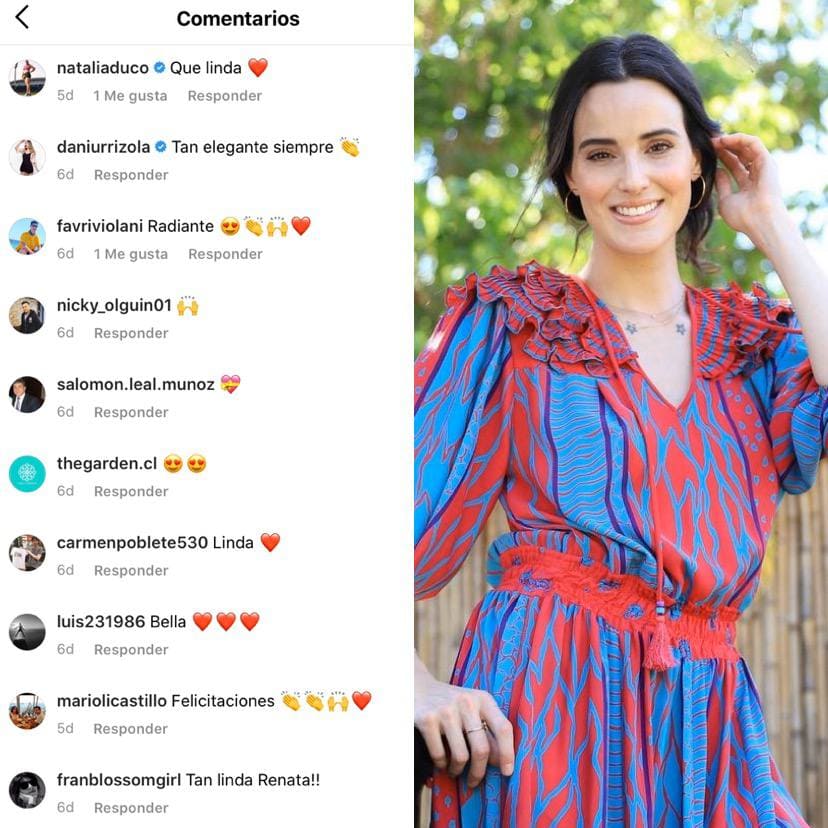 Comentarios
nataliaduco Que linda ❤️
5d 1 Me gusta Responder
daniurrizola Tan elegante siempre 👏
6d Responder
favriviolani Radiante 😍👏🙌❤️
6d 1 Me gusta Responder
nicky_olguin01 🙌
6d Responder
salomon.leal.munoz 💝
6d Responder
thegarden.cl 😍😍
6d Responder
carmenpoblete530 Linda ❤️
6d Responder
luis231986 Bella ❤️❤️❤️
6d Responder
mariolicastillo Felicitaciones 👏👏🙌❤️
5d Responder
franblossomgirl Tan linda Renata!!
6d Responder